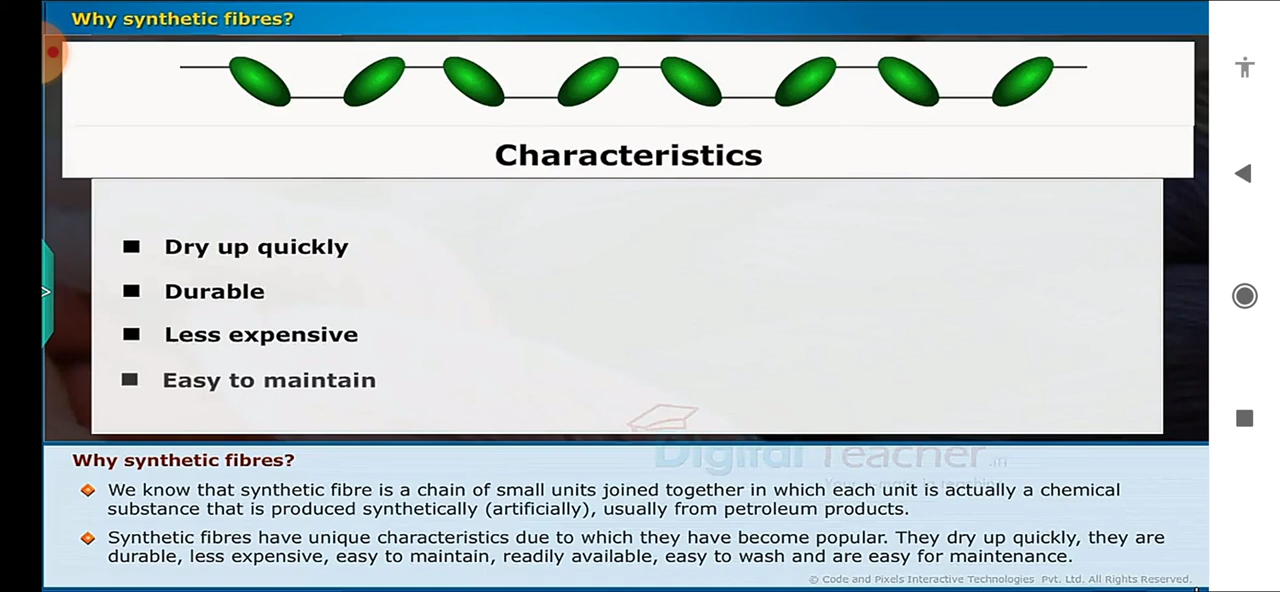 Why synthetic fibres?
Characteristics
Dry up quickly
Durable
Less expensive
Easy to maintain
Digital Teacher.in
Why synthetic fibres?
We know that synthetic fibre is a chain of small units joined together in which each unit is actually a chemical
substance that is produced synthetically (artificially), usually from petroleum products.
Synthetic fibres have unique characteristics due to which they have become popular. They dry up quickly, they are
durable, less expensive, easy to maintain, readily available, easy to wash and are easy for maintenance.
© Code and Pixels Interactive Technologies Pvt. Ltd. All Rights Reserved.